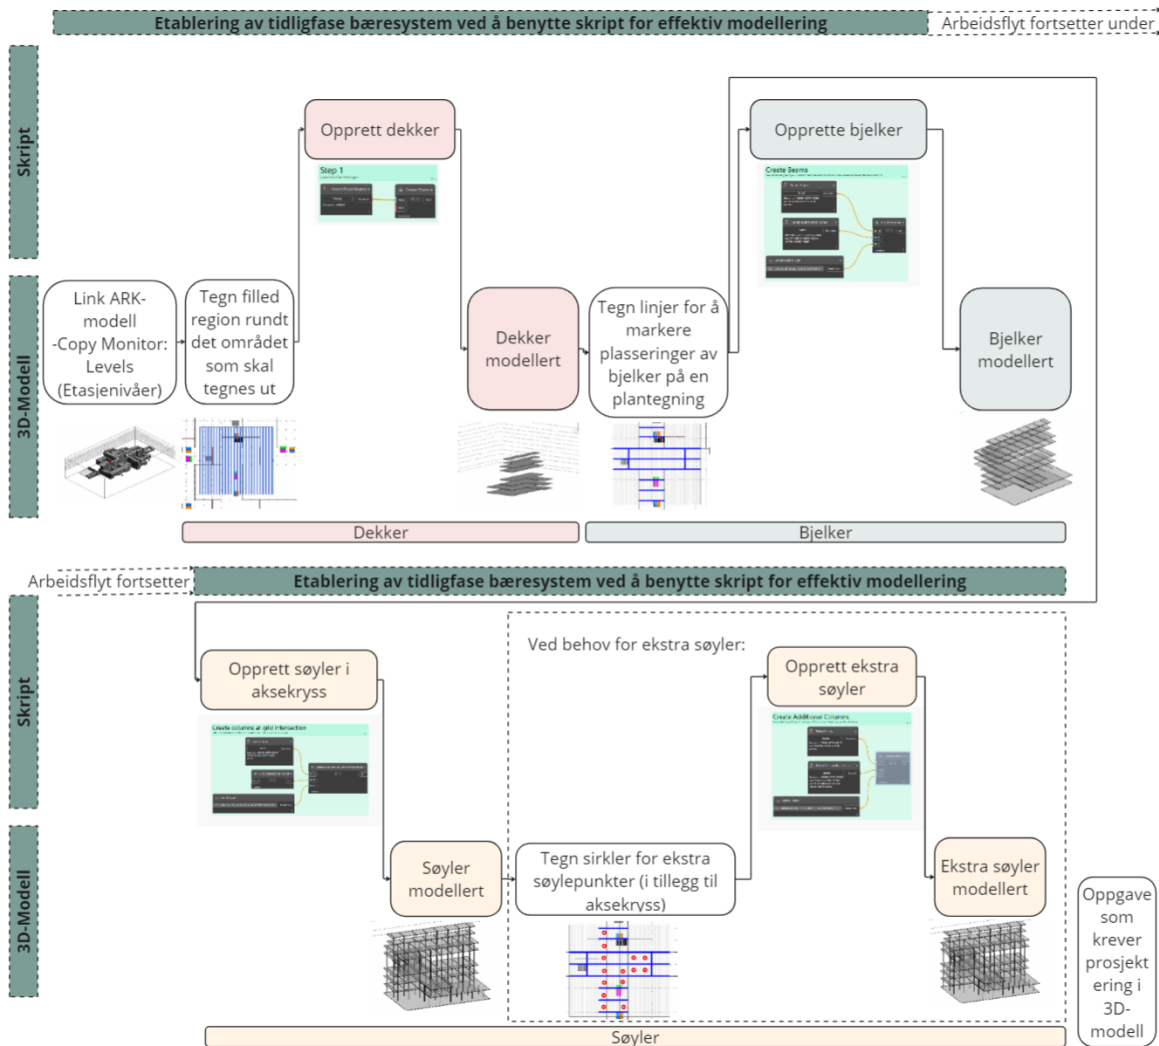 Etablering av tidligfase bæresystem ved å benytte skript for effektiv modellering
Arbeidsflyt fortsetter under
Skript
Opprett dekker
Step 1
Opprette bjelker
Create Beams
3D-Modell
Link ARK-
modell
-Copy Monitor:
Levels
(Etasjenivåer)
Tegn filled
region rundt
det området
som skal
tegnes ut
Dekker
modellert
Tegn linjer for å
markere
plasseringer av
bjelker på en
plantegning
Bjelker
modellert
Dekker
Bjelker
Arbeidsflyt fortsetter
Etablering av tidligfase bæresystem ved å benytte skript for effektiv modellering
Skript
Opprett søyler i
aksekryss
Create columns at grid intersection
Ved behov for ekstra søyler:
Opprett ekstra
søyler
Create Additional Columns
3D-Modell
Søyler
modellert
Tegn sirkler for ekstra
søylepunkter (i tillegg til
aksekryss)
Ekstra søyler
modellert
Oppgave
som
krever
prosjekt
ering i
3D-
modell
Søyler